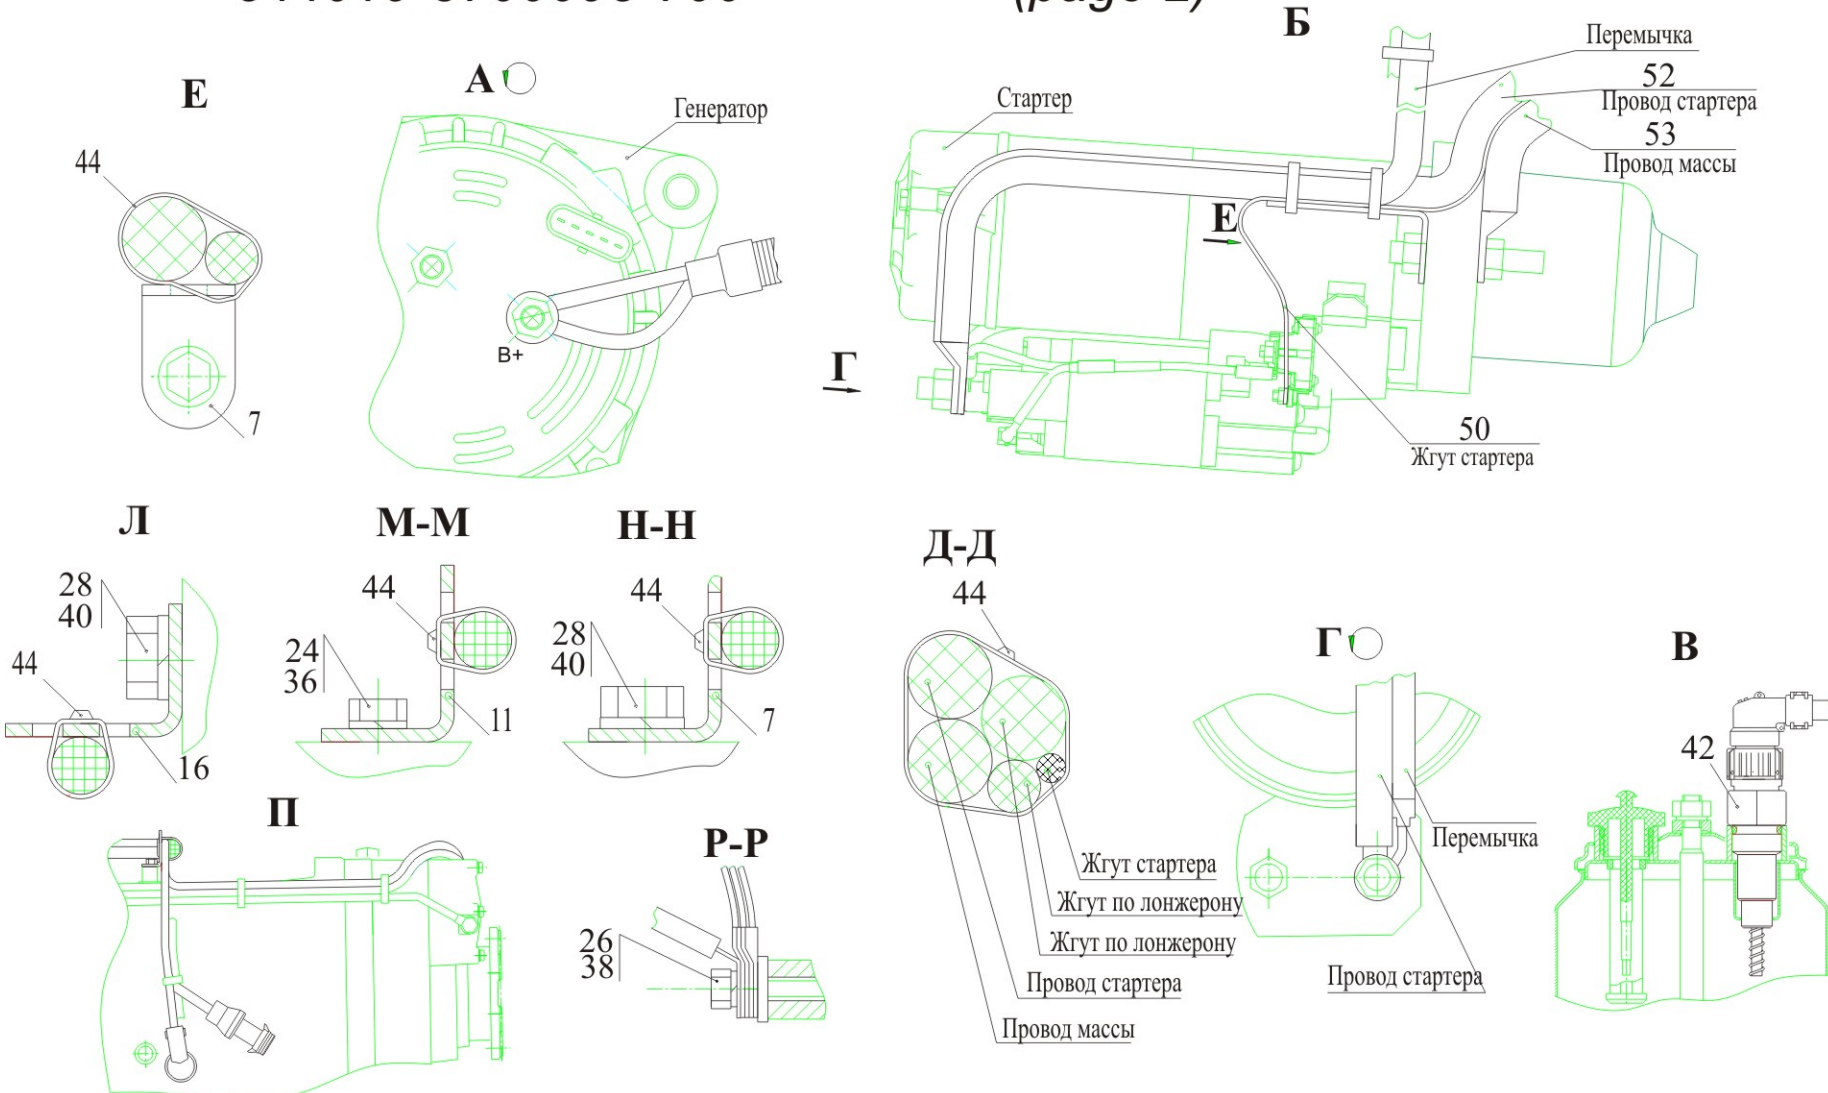 (page 2)
Б
Перемычка
52
Провод стартера
53
Провод массы
Е
44
7
А
Генератор
B+
Стартер
Е
Г
50
Жгут стартера
Л
28
40
44
16
М-М
44
24
36
11
Н-Н
44
28
40
7
Д-Д
44
Жгут стартера
Жгут по лонжерону
Жгут по лонжерону
Провод стартера
Провод массы
Г
Перемычка
Провод стартера
В
42
П
Р-Р
26
38